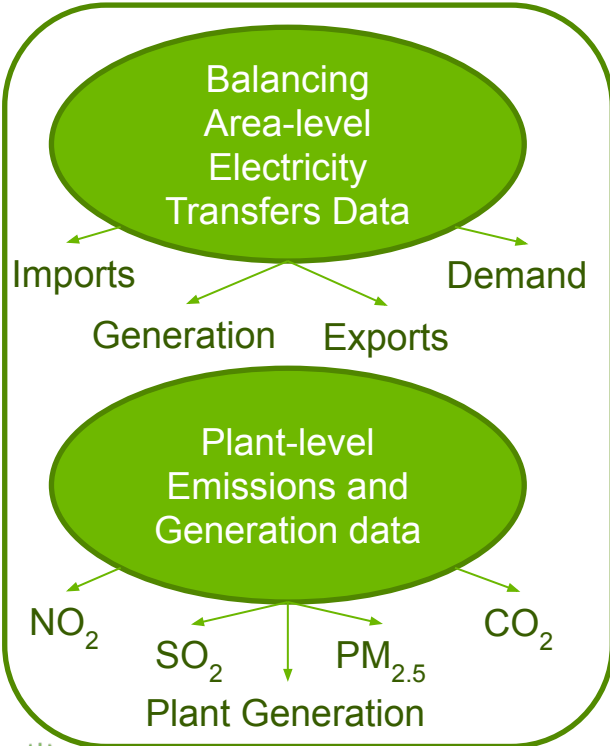 Balancing
Area-level
Electricity
Transfers Data
Imports
Demand
Generation
Exports
Plant-level
Emissions and
Generation data
NO₂
CO₂
SO₂
PM₂.₅
Plant Generation